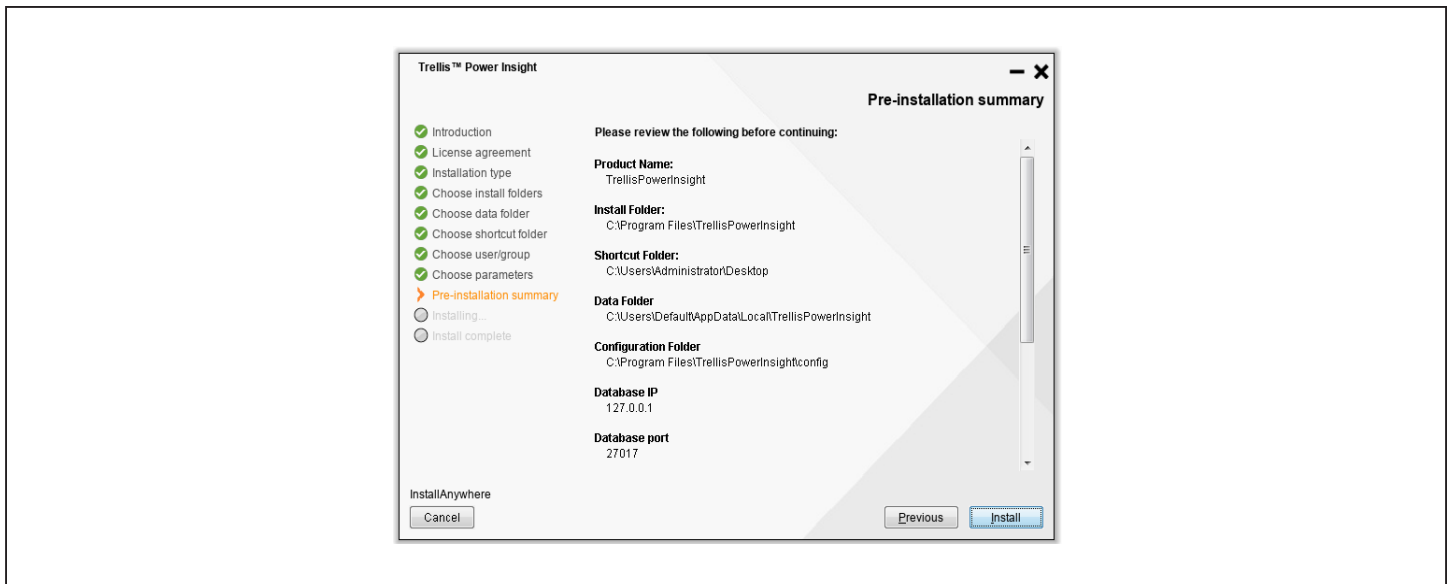 Trellis™ Power Insight
Pre-installation summary
Introduction
License agreement
Installation type
Choose install folders
Choose data folder
Choose shortcut folder
Choose user/group
Choose parameters
Pre-installation summary
Installing...
Install complete
Please review the following before continuing:
Product Name:
TrellisPowerInsight
Install Folder:
C:\Program Files\TrellisPowerInsight
Shortcut Folder:
C:\Users\Administrator\Desktop
Data Folder
C:\Users\Default\AppData\Local\TrellisPowerInsight
Configuration Folder
C:\Program Files\TrellisPowerInsight\config
Database IP
127.0.0.1
Database port
27017
InstallAnywhere
Cancel
Previous
Install